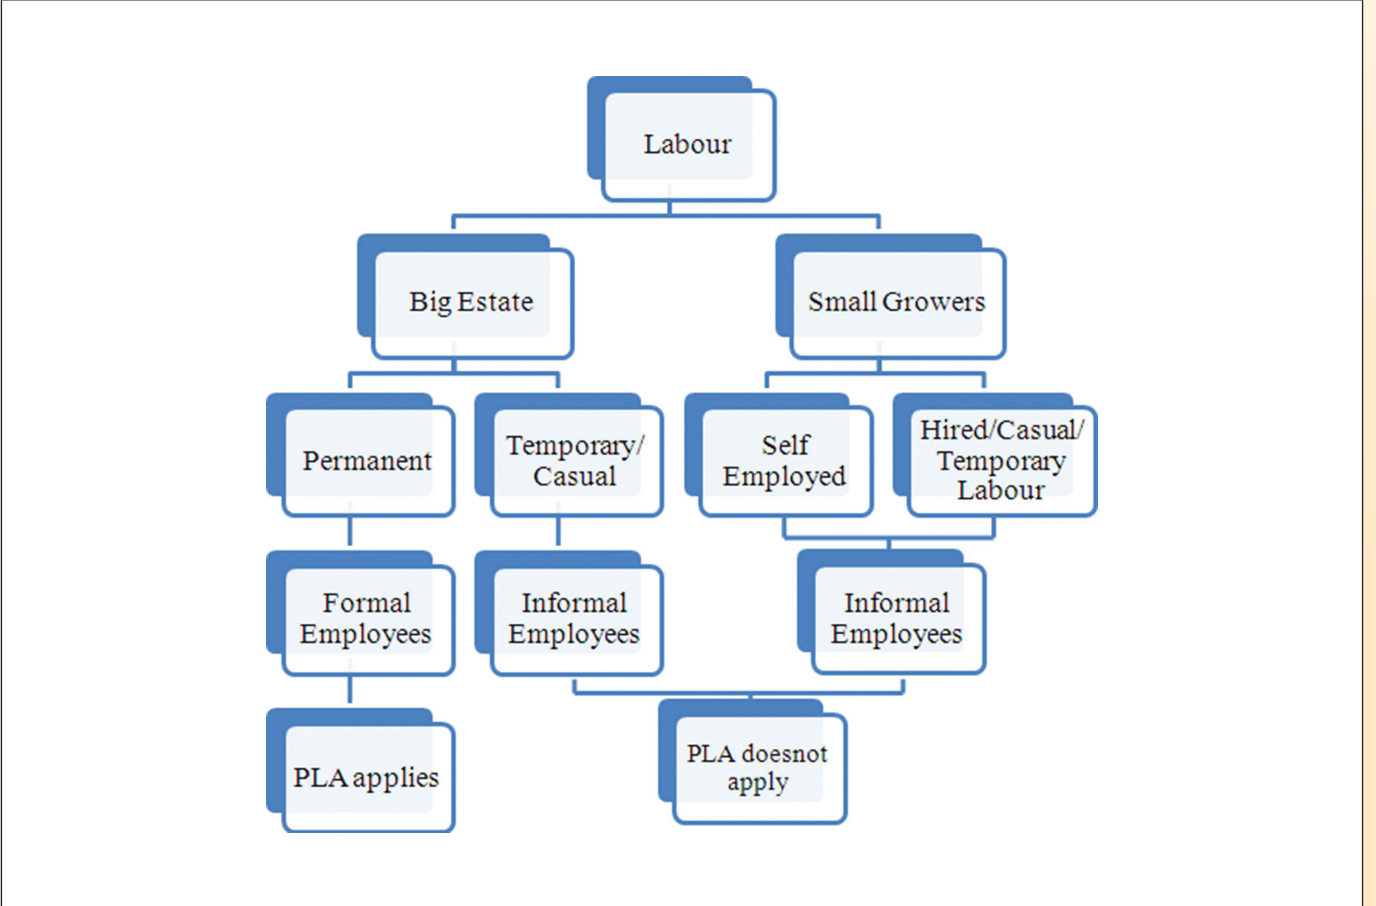 Labour
Big Estate
Small Growers
Permanent
Temporary/
Casual
Self
Employed
Hired/Casual/
Temporary
Labour
Formal
Employees
Informal
Employees
Informal
Employees
PLA applies
PLA doesnot
apply